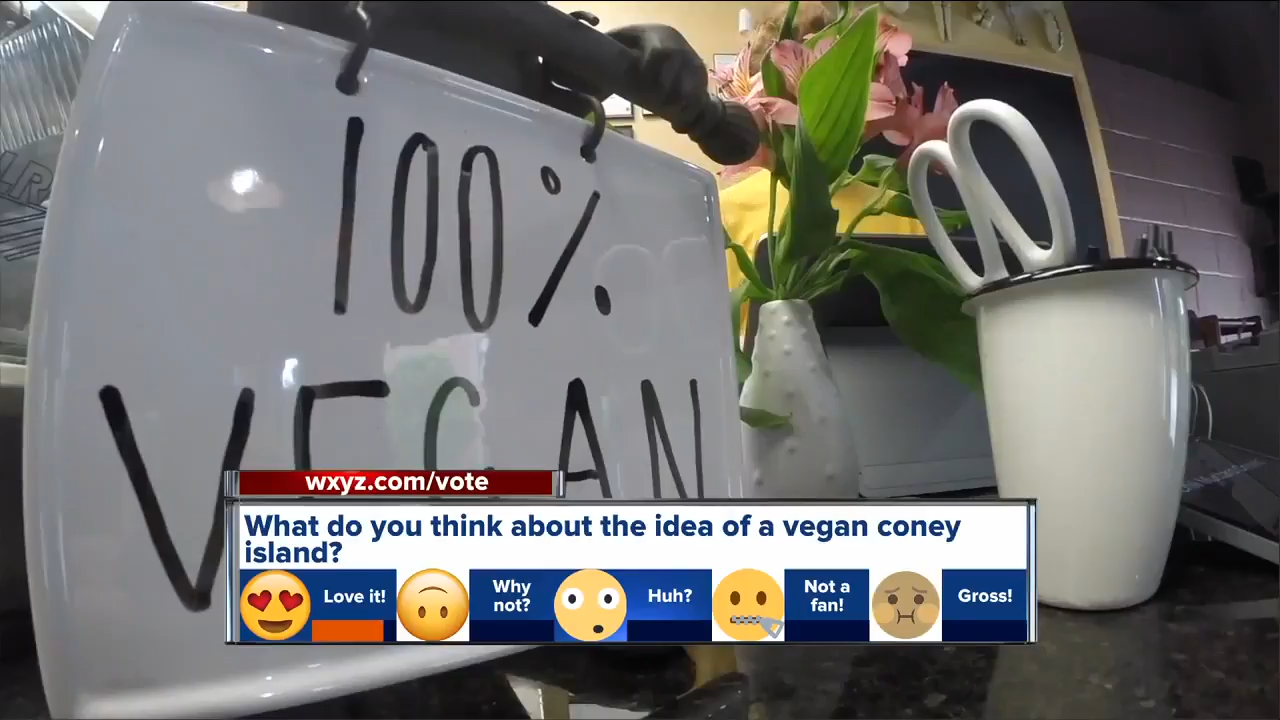 100%
VEGAN
wxyz.com/vote
What do you think about the idea of a vegan coney
island?
Love it!
Why
not?
Huh?
Not a
fan!
Gross!